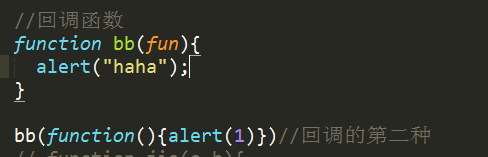 //回调函数
function bb(fun){
alert("haha");
}
bb(function(){alert(1)})//回调的第二种